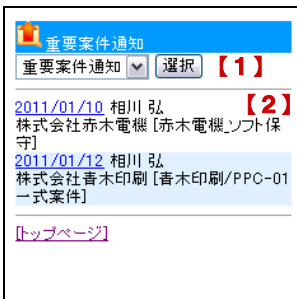 重要案件通知
重要案件通知 選択 【1】
2011/01/10 相川 弘 【2】
株式会社赤木電機 [赤木電機_ソフト保
守]
2011/01/12 相川 弘
株式会社青木印刷 [青木印刷/PPC-01
一式案件]
[トップページ]